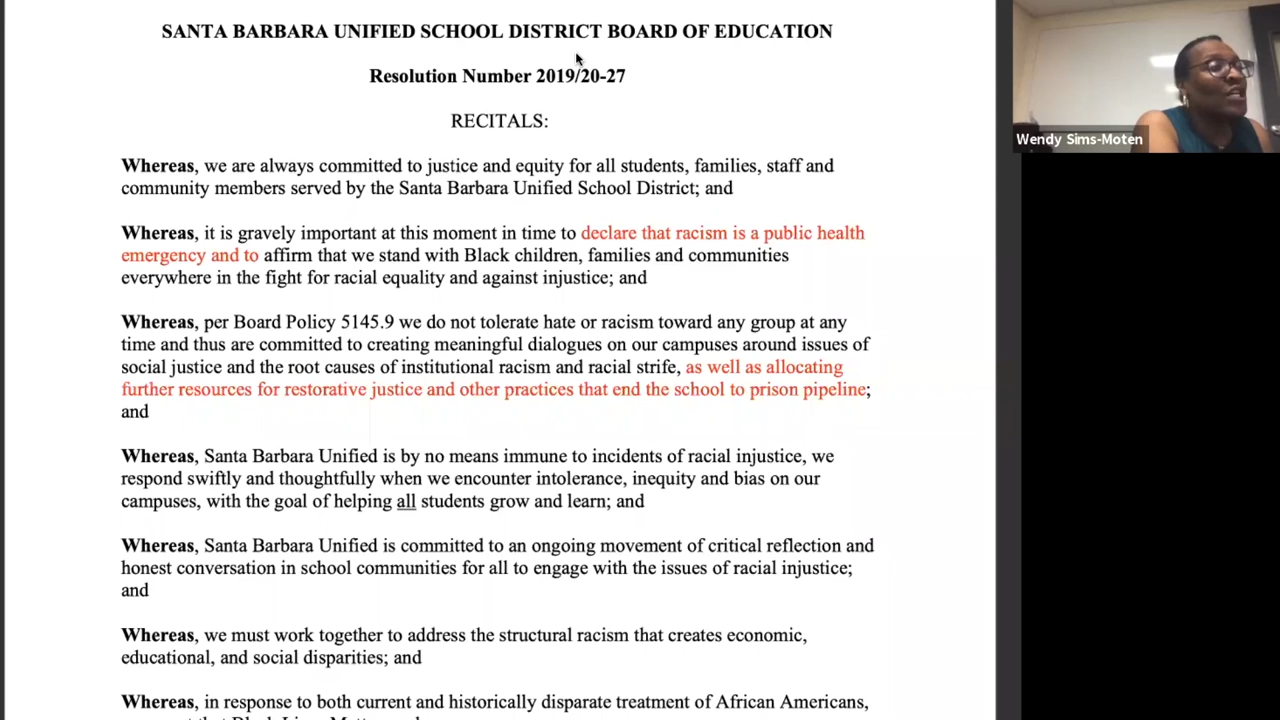 SANTA BARBARA UNIFIED SCHOOL DISTRICT BOARD OF EDUCATION
Resolution Number 2019/20-27
RECITALS:
Whereas, we are always committed to justice and equity for all students, families, staff and
community members served by the Santa Barbara Unified School District; and
Whereas, it is gravely important at this moment in time to declare that racism is a public health
emergency and to affirm that we stand with Black children, families and communities
everywhere in the fight for racial equality and against injustice; and
Whereas, per Board Policy 5145.9 we do not tolerate hate or racism toward any group at any
time and thus are committed to creating meaningful dialogues on our campuses around issues of
social justice and the root causes of institutional racism and racial strife, as well as allocating
further resources for restorative justice and other practices that end the school to prison pipeline;
and
Whereas, Santa Barbara Unified is by no means immune to incidents of racial injustice, we
respond swiftly and thoughtfully when we encounter intolerance, inequity and bias on our
campuses, with the goal of helping all students grow and learn; and
Whereas, Santa Barbara Unified is committed to an ongoing movement of critical reflection and
honest conversation in school communities for all to engage with the issues of racial injustice;
and
Whereas, we must work together to address the structural racism that creates economic,
educational, and social disparities; and
Whereas, in response to both current and historically disparate treatment of African Americans,
Wendy Sims-Moten